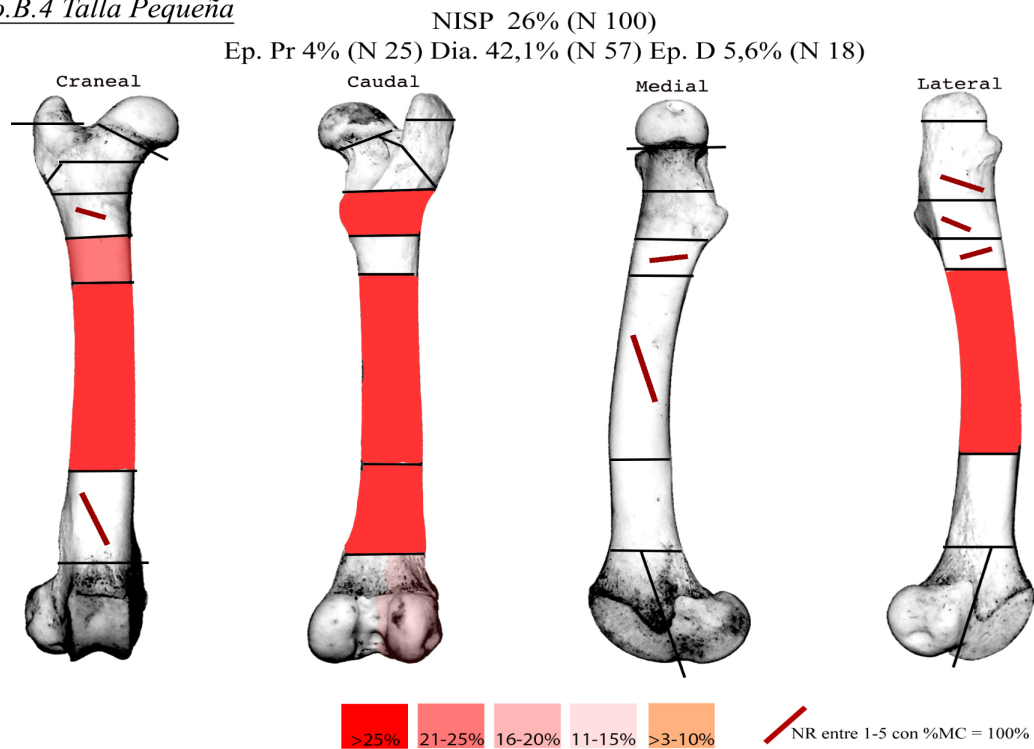 o.B.4 Talla Pequeña
NISP 26% (N 100)
Ep. Pr 4% (N 25) Dia. 42,1% (N 57) Ep. D 5,6% (N 18)
Craneal Caudal Medial Lateral
>25% 21-25% 16-20% 11-15% >3-10% NR entre 1-5 con %MC = 100%